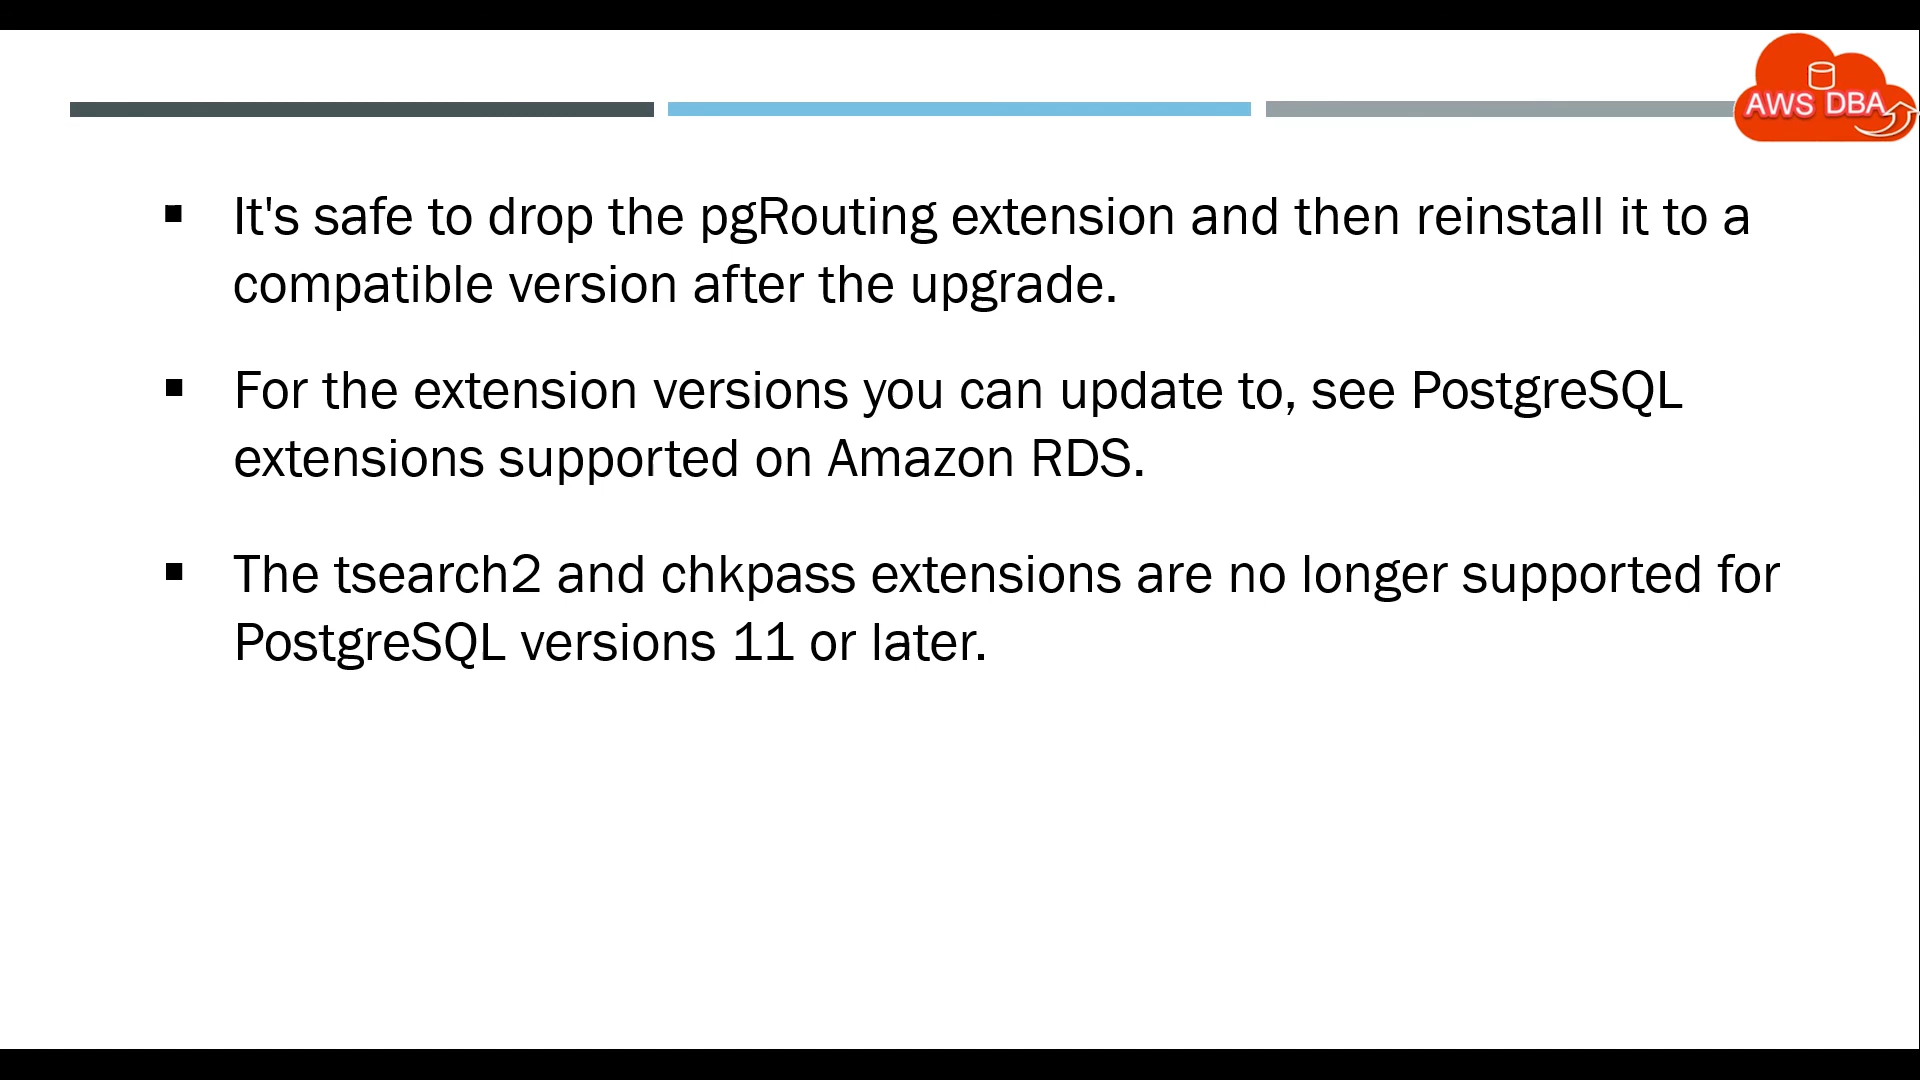 AWS DBA
▪ It's safe to drop the pgRouting extension and then reinstall it to a
compatible version after the upgrade.
▪ For the extension versions you can update to, see PostgreSQL
extensions supported on Amazon RDS.
▪ The tsearch2 and chkpass extensions are no longer supported for
PostgreSQL versions 11 or later.